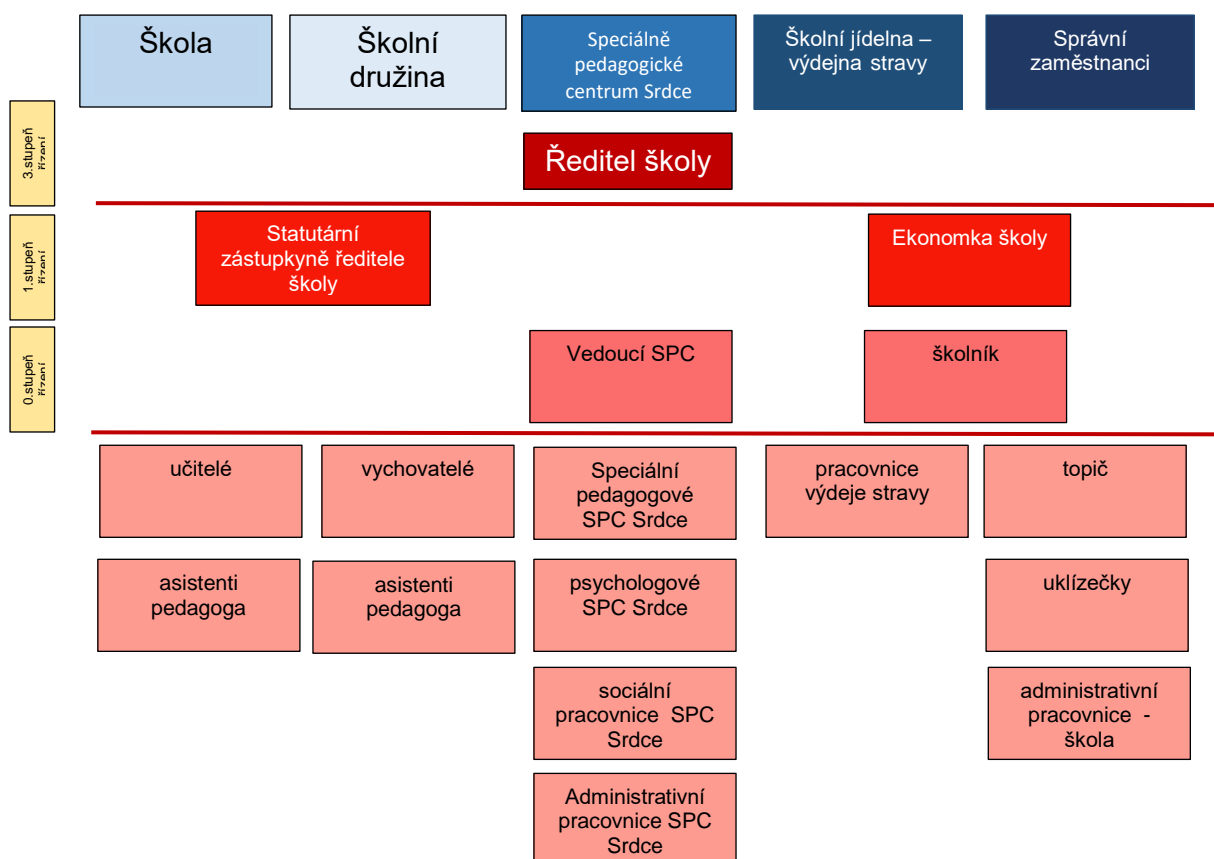 Škola
Školní
družina
Speciálně
pedagogické
centrum Srdce
Školní jídelna –
výdejna stravy
Správní
zaměstnanci
3.stupeň
řízení
Ředitel školy
1.stupeň
řízení
Statutární
zástupkyně ředitele
školy
Ekonomka školy
0.stupeň
řízení
Vedoucí SPC
školník
učitelé
vychovatelé
Speciální
pedagogové
SPC Srdce
pracovnice
výdeje stravy
topič
asistenti
pedagoga
asistenti
pedagoga
psychologové
SPC Srdce
uklízečky
sociální
pracovnice SPC
Srdce
administrativní
pracovnice -
škola
Administrativní
pracovnice SPC
Srdce